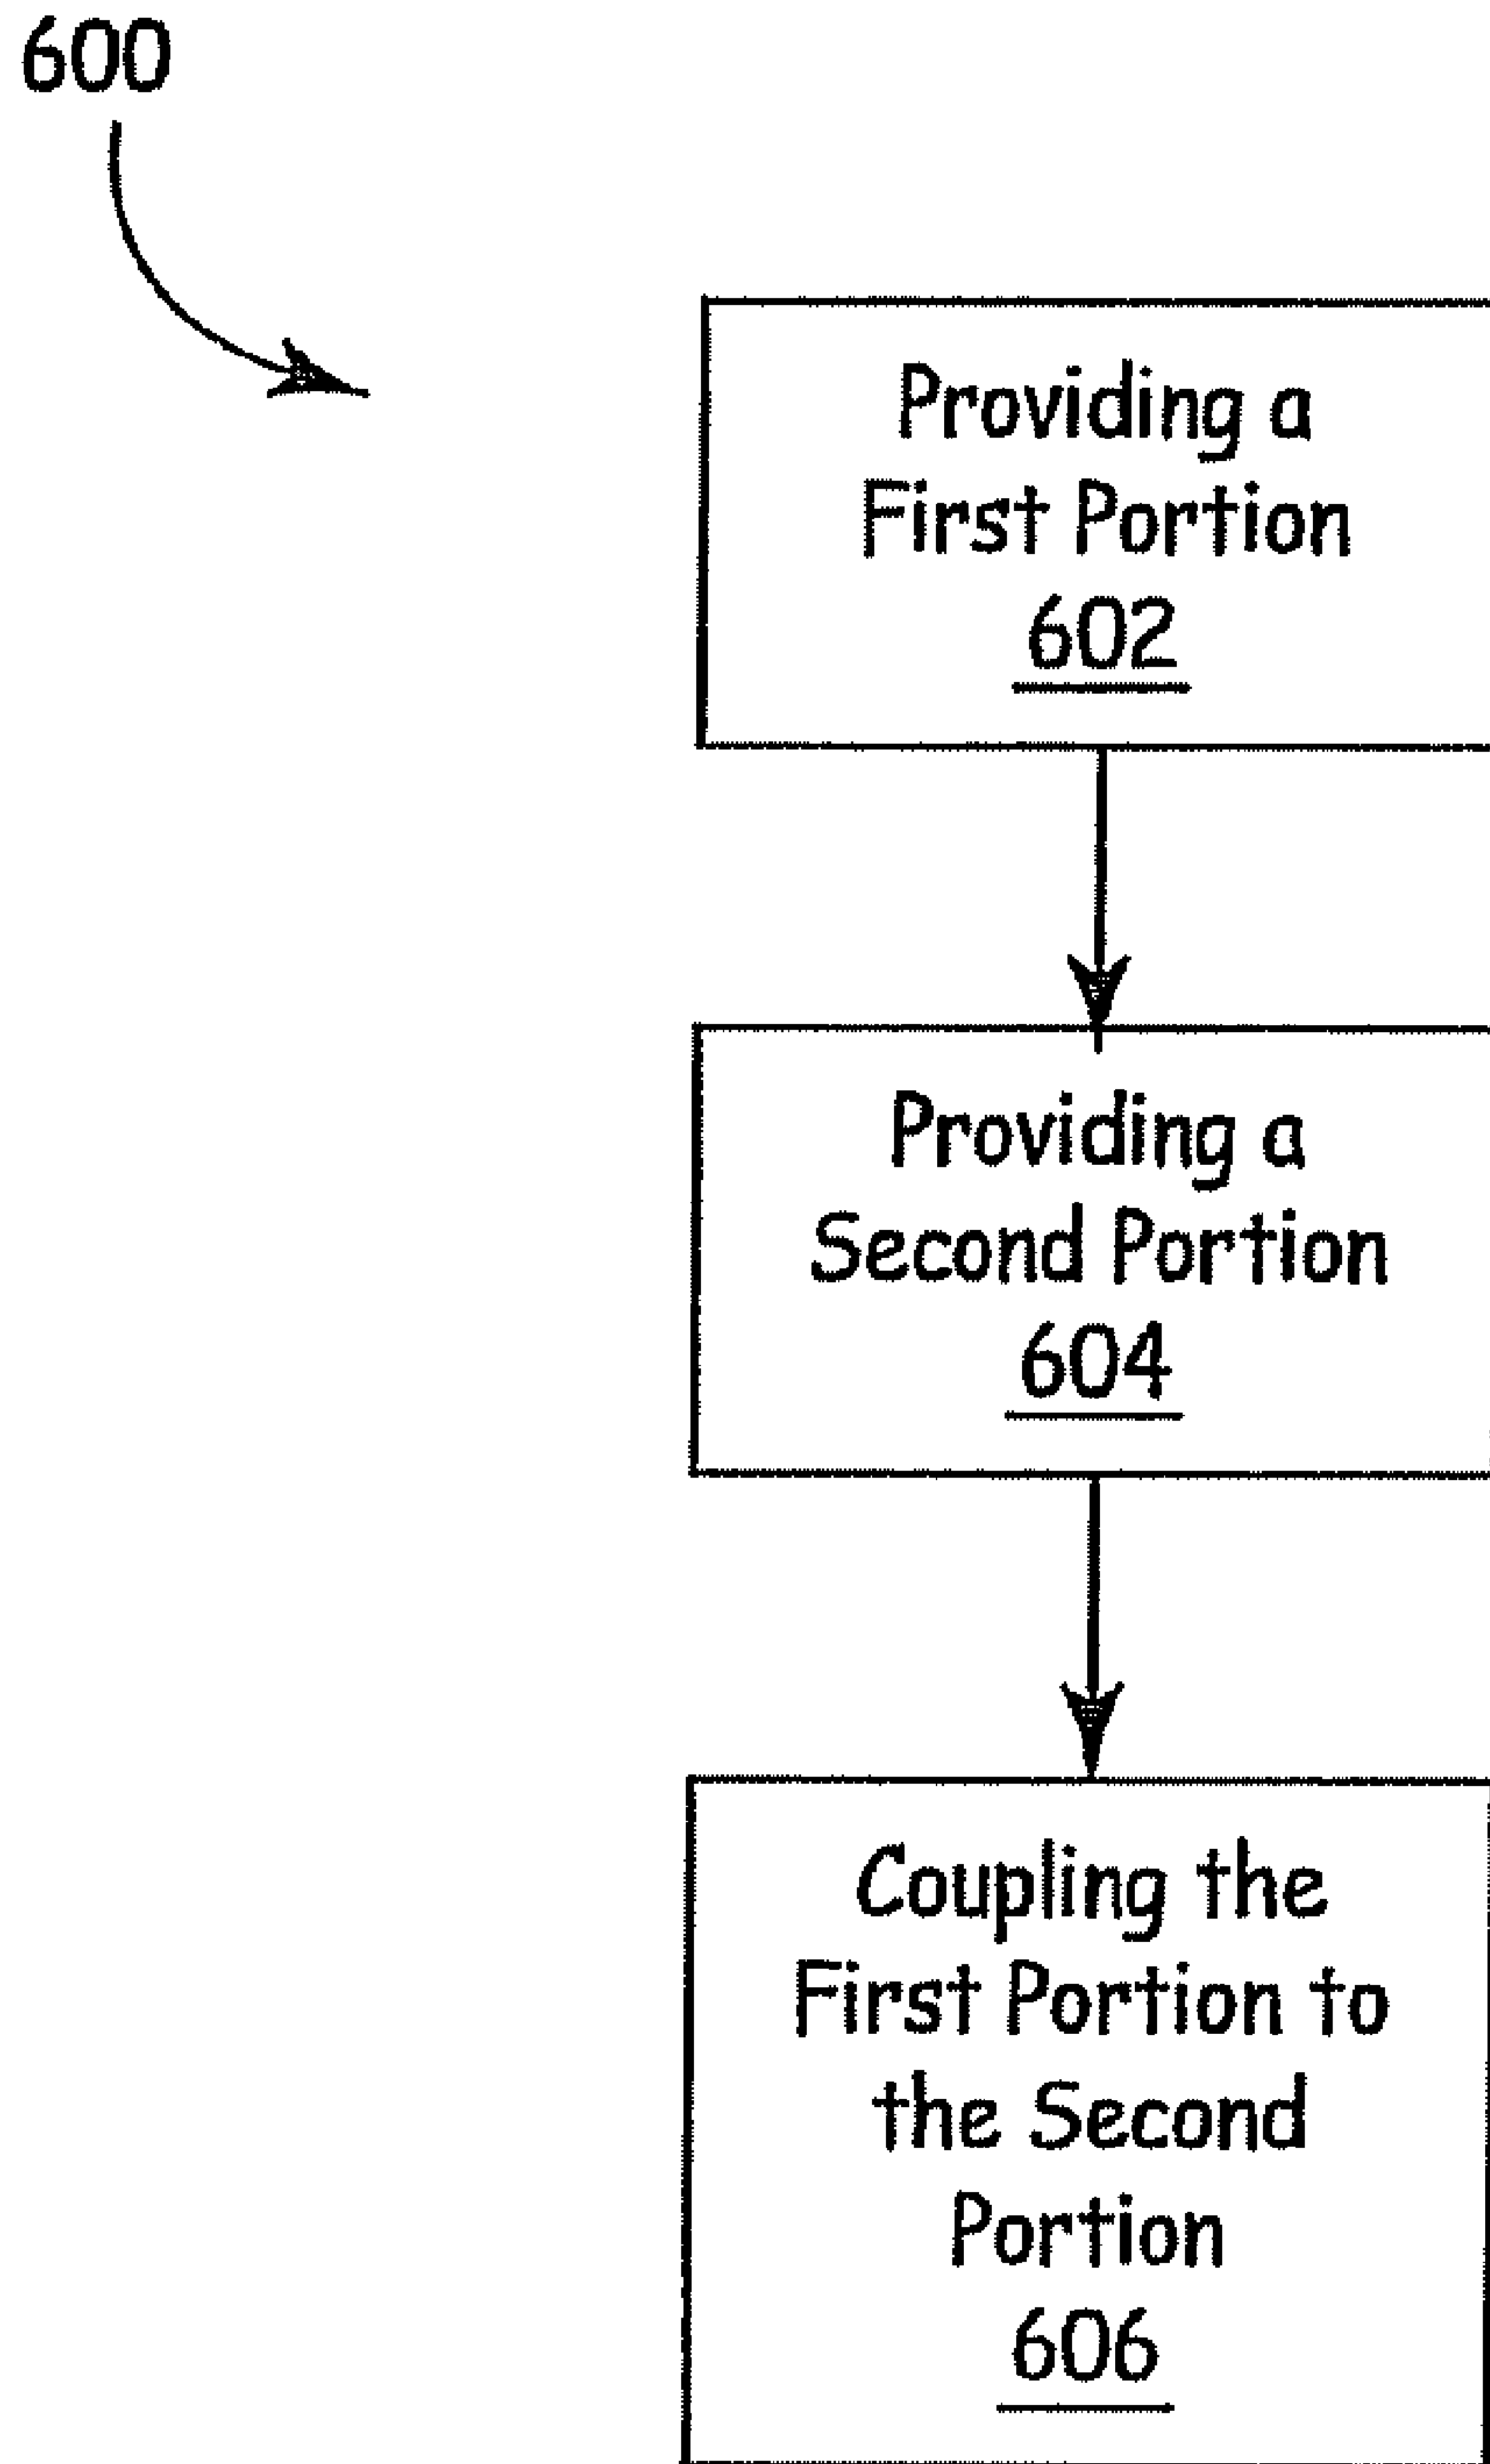 600
Providing a
First Portion
602
Providing a
Second Portion
604
Coupling the
First Portion to
the Second
Portion
606